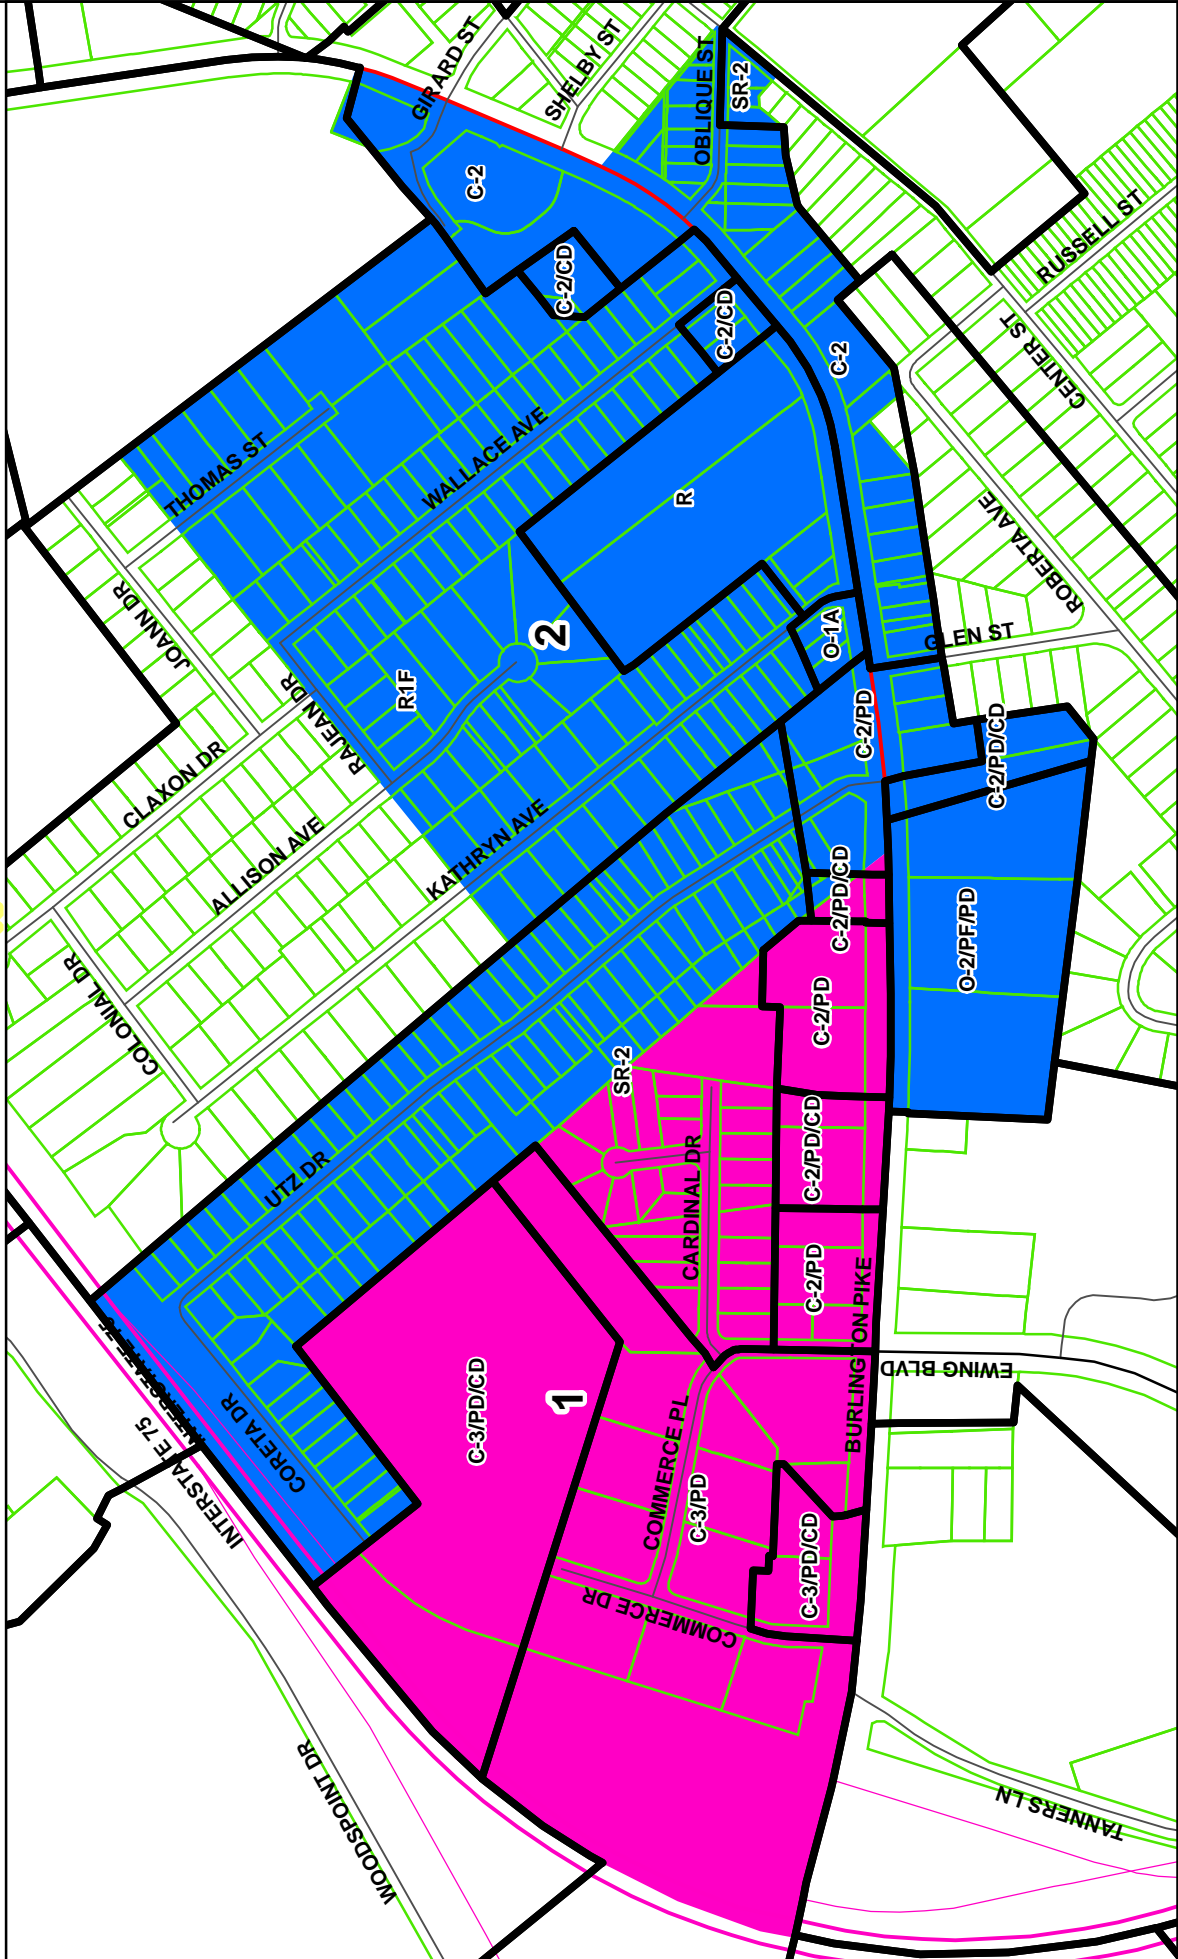 GIRARD ST
SHELBY ST
OBLIQUE ST
SR-2
C-2
C-2/CD
C-2/CD
C-2
RUSSELL ST
CENTER ST
THOMAS ST
WALLACE AVE
R
ROBERTA AVE
JOANN DR
2
O-1A
GLEN ST
R1F
RAJEAN DR
C-2/PD
C-2/PD/CD
CLAXON DR
ALLISON AVE
KATHRYN AVE
C-2/PD/CD
O-2/PF/PD
COLONIAL DR
C-2/PD
SR-2
UTZ DR
CARDINAL DR
C-2/PD/CD
C-2/PD
BURLINGTON PIKE
EWING BLVD
INTERSTATE 75
INTERSTATE 75
CORETA DR
C-3/PD/CD
1
COMMERCE PL
C-3/PD
C-3/PD/CD
COMMERCE DR
WOODSPOINT DR
TANNERS LN